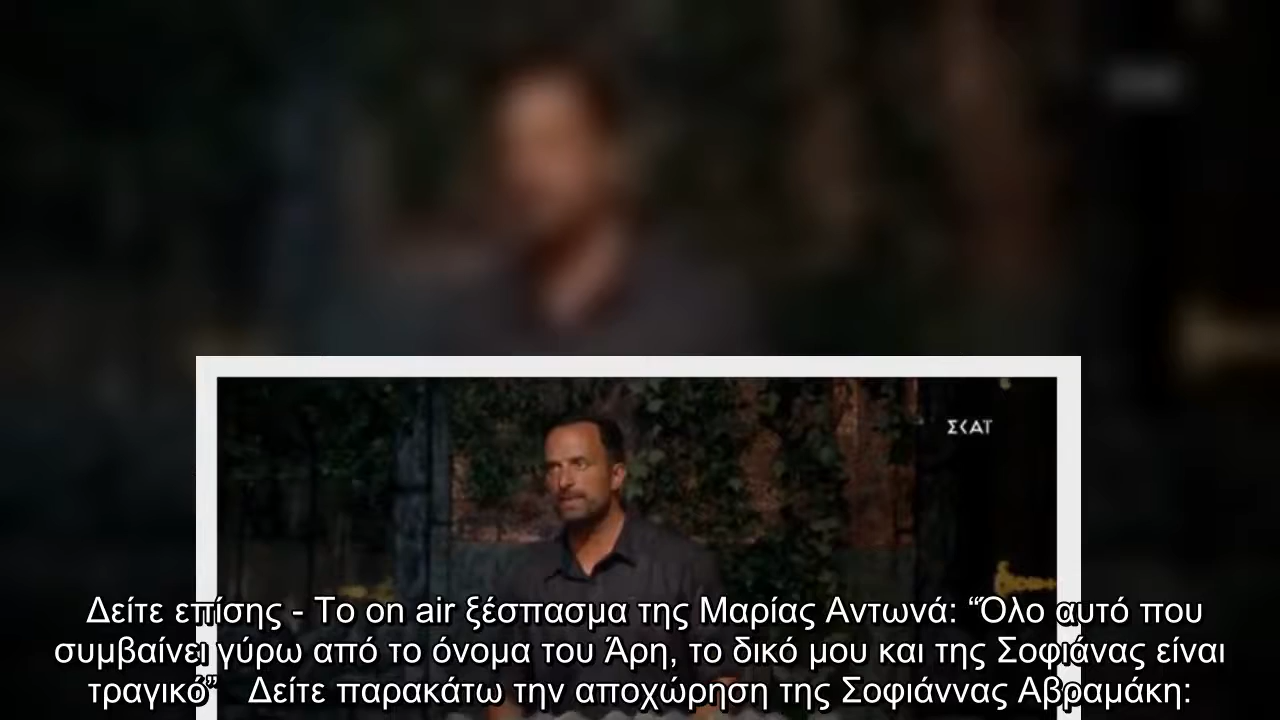 ΣΚΑΪ
Δείτε επίσης - Το on air ξέσπασμα της Μαρίας Αντωνά: “Όλο αυτό που
συμβαίνει γύρω από το όνομα του Άρη, το δικό μου και της Σοφιάνας είναι
τραγικό” Δείτε παρακάτω την αποχώρηση της Σοφιάννας Αβραμάκη: